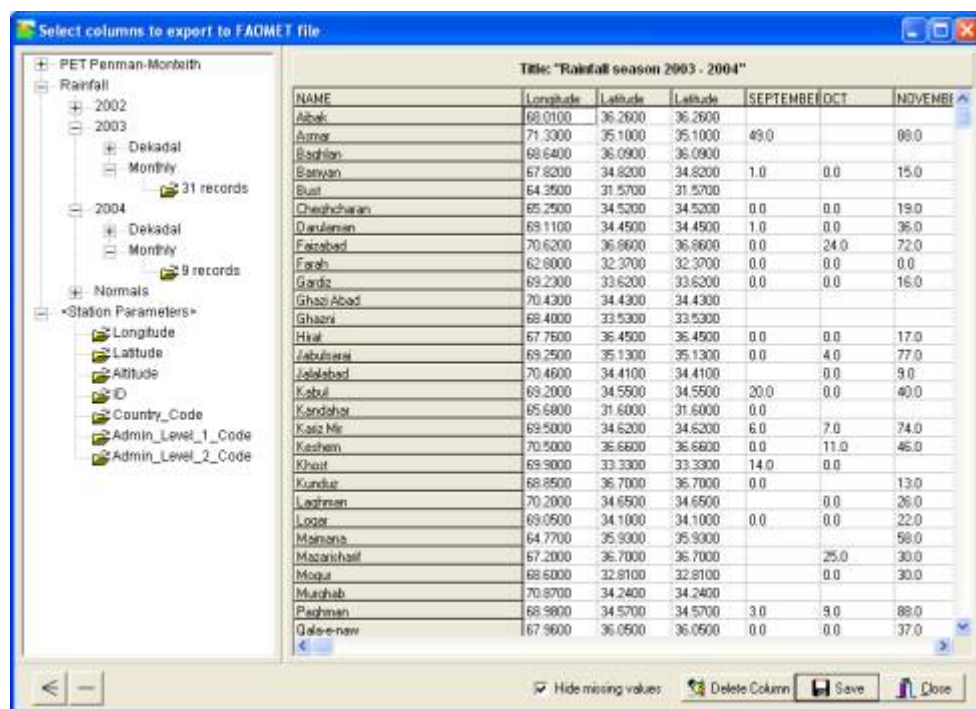 Select columns to export to FAOMET file
PET Penman-Monteith
Rainfall
2002
2003
Dekadal
Monthly
31 records
2004
Dekadal
Monthly
9 records
Normals
<Station Parameters>
Longitude
Latitude
Altitude
ID
Country_Code
Admin_Level_1_Code
Admin_Level_2_Code
Title: "Rainfall season 2003 - 2004"
NAME Longitude Latitude Latitude SEPTEMBER OCT NOVEMBE
Aibak 68.0100 36.2600 36.2600
Asmar 71.3300 35.1000 35.1000 49.0 88.0
Baghlan 68.6400 36.0900 36.0900
Bamyan 67.8200 34.8200 34.8200 1.0 0.0 15.0
Bust 64.3500 31.5700 31.5700
Cheghcharan 65.2500 34.5200 34.5200 0.0 0.0 19.0
Darulaman 69.1100 34.4500 34.4500 1.0 0.0 36.0
Faizabad 70.6200 36.8600 36.8600 0.0 24.0 72.0
Farah 62.8000 32.3700 32.3700 0.0 0.0 0.0
Gardiz 69.2300 33.6200 33.6200 0.0 0.0 16.0
Ghazi Abad 70.4300 34.4300 34.4300
Ghazni 68.4000 33.5300 33.5300
Hirat 67.7600 36.4500 36.4500 0.0 0.0 17.0
Jabulsaraj 69.2500 35.1300 35.1300 0.0 4.0 77.0
Jalalabad 70.4600 34.4100 34.4100 0.0 9.0
Kabul 69.2000 34.5500 34.5500 20.0 0.0 40.0
Kandahar 65.6800 31.6000 31.6000 0.0
Kariz Mir 69.5000 34.6200 34.6200 6.0 7.0 74.0
Keshem 70.5000 36.6600 36.6600 0.0 11.0 46.0
Khost 69.9000 33.3300 33.3300 14.0 0.0
Kunduz 68.8500 36.7000 36.7000 0.0 13.0
Laghman 70.2000 34.6500 34.6500 0.0 26.0
Logar 69.0500 34.1000 34.1000 0.0 0.0 22.0
Maimana 64.7700 35.9300 35.9300 58.0
Mazarisharif 67.2000 36.7000 36.7000 25.0 30.0
Moqur 68.6000 32.8100 32.8100 0.0 30.0
Murghab 70.8700 34.2400 34.2400
Paghman 68.9800 34.5700 34.5700 3.0 9.0 88.0
Qala-e-naw 67.9600 36.0500 36.0500 0.0 0.0 37.0
Hide missing values Delete Column Save Close